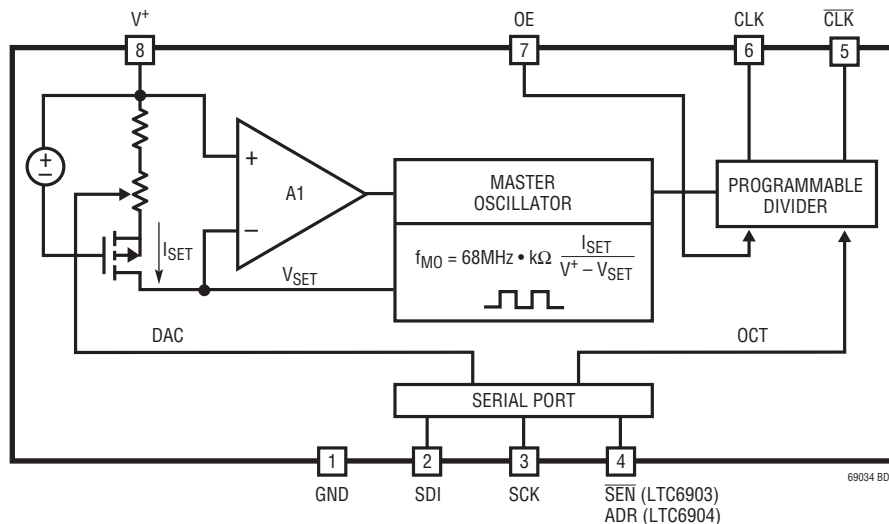 V+ OE CLK CLK
8 7 6 5
+
−
+
A1
−
MASTER
OSCILLATOR
PROGRAMMABLE
DIVIDER
ISET
fMO = 68MHz • kΩ ISET / V+ – VSET
VSET
DAC OCT
SERIAL PORT
1 2 3 4
69034 BD
GND SDI SCK SEN (LTC6903)
ADR (LTC6904)